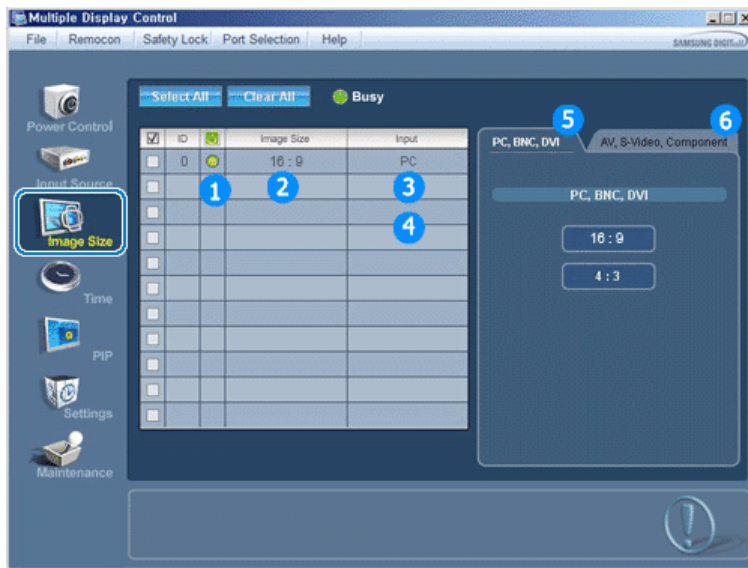 Multiple Display Control
File Remocon Safety Lock Port Selection Help
SAMSUNG DIGIT
Select All Clear All Busy
Power Control
ID Image Size Input
0 16 : 9 PC
Input Source
1 2 3
4
Image Size
Time
PIP
Settings
Maintenance
5 6
PC, BNC, DVI AV, S-Video, Component
PC, BNC, DVI
16 : 9
4 : 3